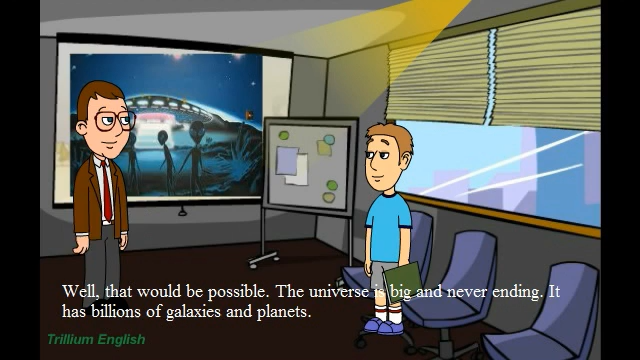 Well, that would be possible. The universe is big and never ending. It
has billions of galaxies and planets.
Trillium English